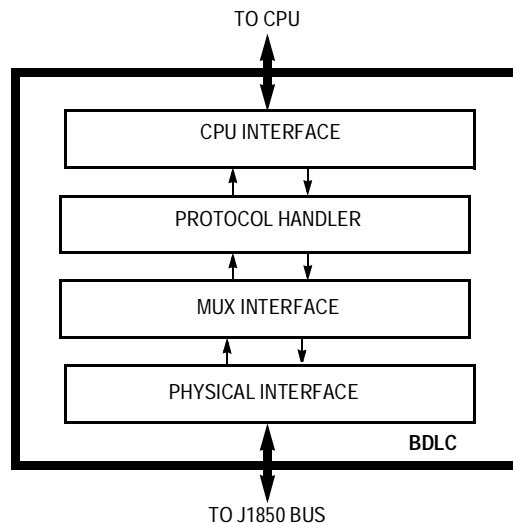 TO CPU
CPU INTERFACE
PROTOCOL HANDLER
MUX INTERFACE
PHYSICAL INTERFACE
BDLC
TO J1850 BUS